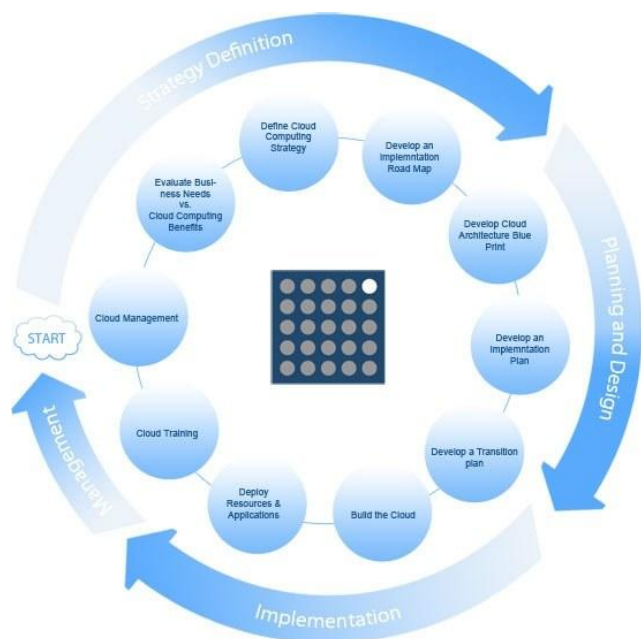 Strategy Definition
Define Cloud
Computing
Strategy
Develop an
Implemntation
Road Map
Evaluate Busi-
ness Needs
vs.
Cloud Computing
Benefits
Develop Cloud
Architecture Blue
Print
Planning and Design
Cloud Management
START
Develop an
Implemntation
Plan
Cloud Training
Develop a Transition
plan
Management
Deploy
Resources &
Applications
Build the Cloud
Implementation